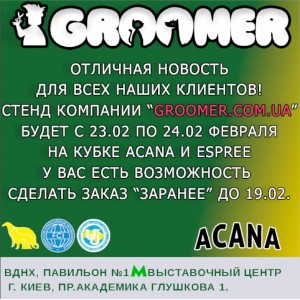 GROOMER
ОТЛИЧНАЯ НОВОСТЬ
ДЛЯ ВСЕХ НАШИХ КЛИЕНТОВ!
СТЕНД КОМПАНИИ "GROOMER.COM.UA"
БУДЕТ С 23.02 ПО 24.02 ФЕВРАЛЯ
НА КУБКЕ ACANA И ESPREE
У ВАС ЕСТЬ ВОЗМОЖНОСТЬ
СДЕЛАТЬ ЗАКАЗ "ЗАРАНЕЕ" ДО 19.02.
FCI
ACANA
ВДНХ, ПАВИЛЬОН №1 М ВЫСТАВОЧНЫЙ ЦЕНТР
Г. КИЕВ, ПР.АКАДЕМИКА ГЛУШКОВА 1.